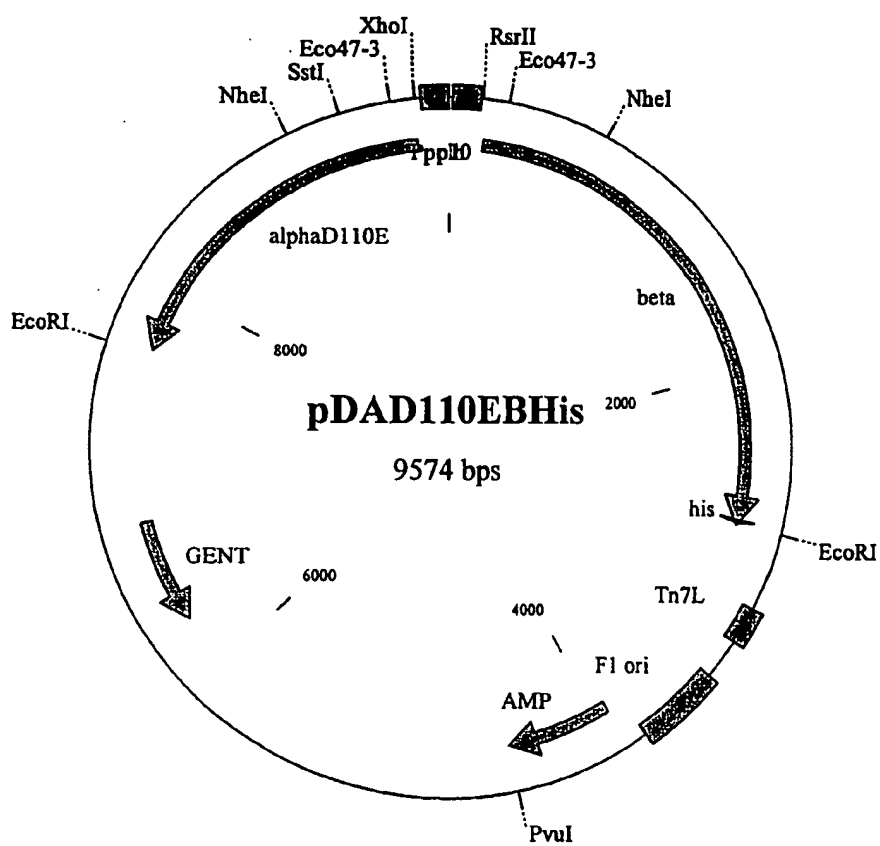 XhoI
RsrII
Eco47-3
Eco47-3
SstI
NheI
NheI
alphaD110E
beta
EcoRI
8000
pDAD110EBHis
2000
9574 bps
his
EcoRI
GENT
6000
Tn7L
4000
F1 ori
AMP
PvuI